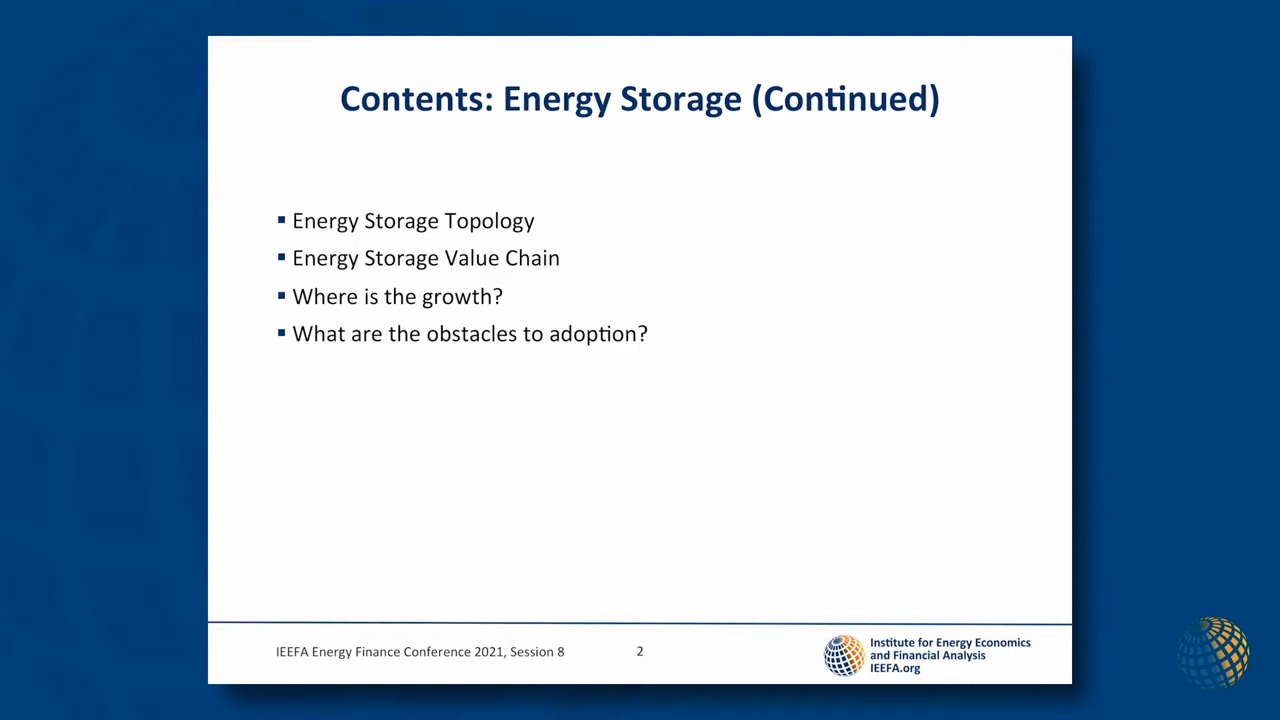 Contents: Energy Storage (Continued)
▪ Energy Storage Topology
▪ Energy Storage Value Chain
▪ Where is the growth?
▪ What are the obstacles to adoption?
IEEFA Energy Finance Conference 2021, Session 8
2
Institute for Energy Economics
and Financial Analysis
IEEFA.org